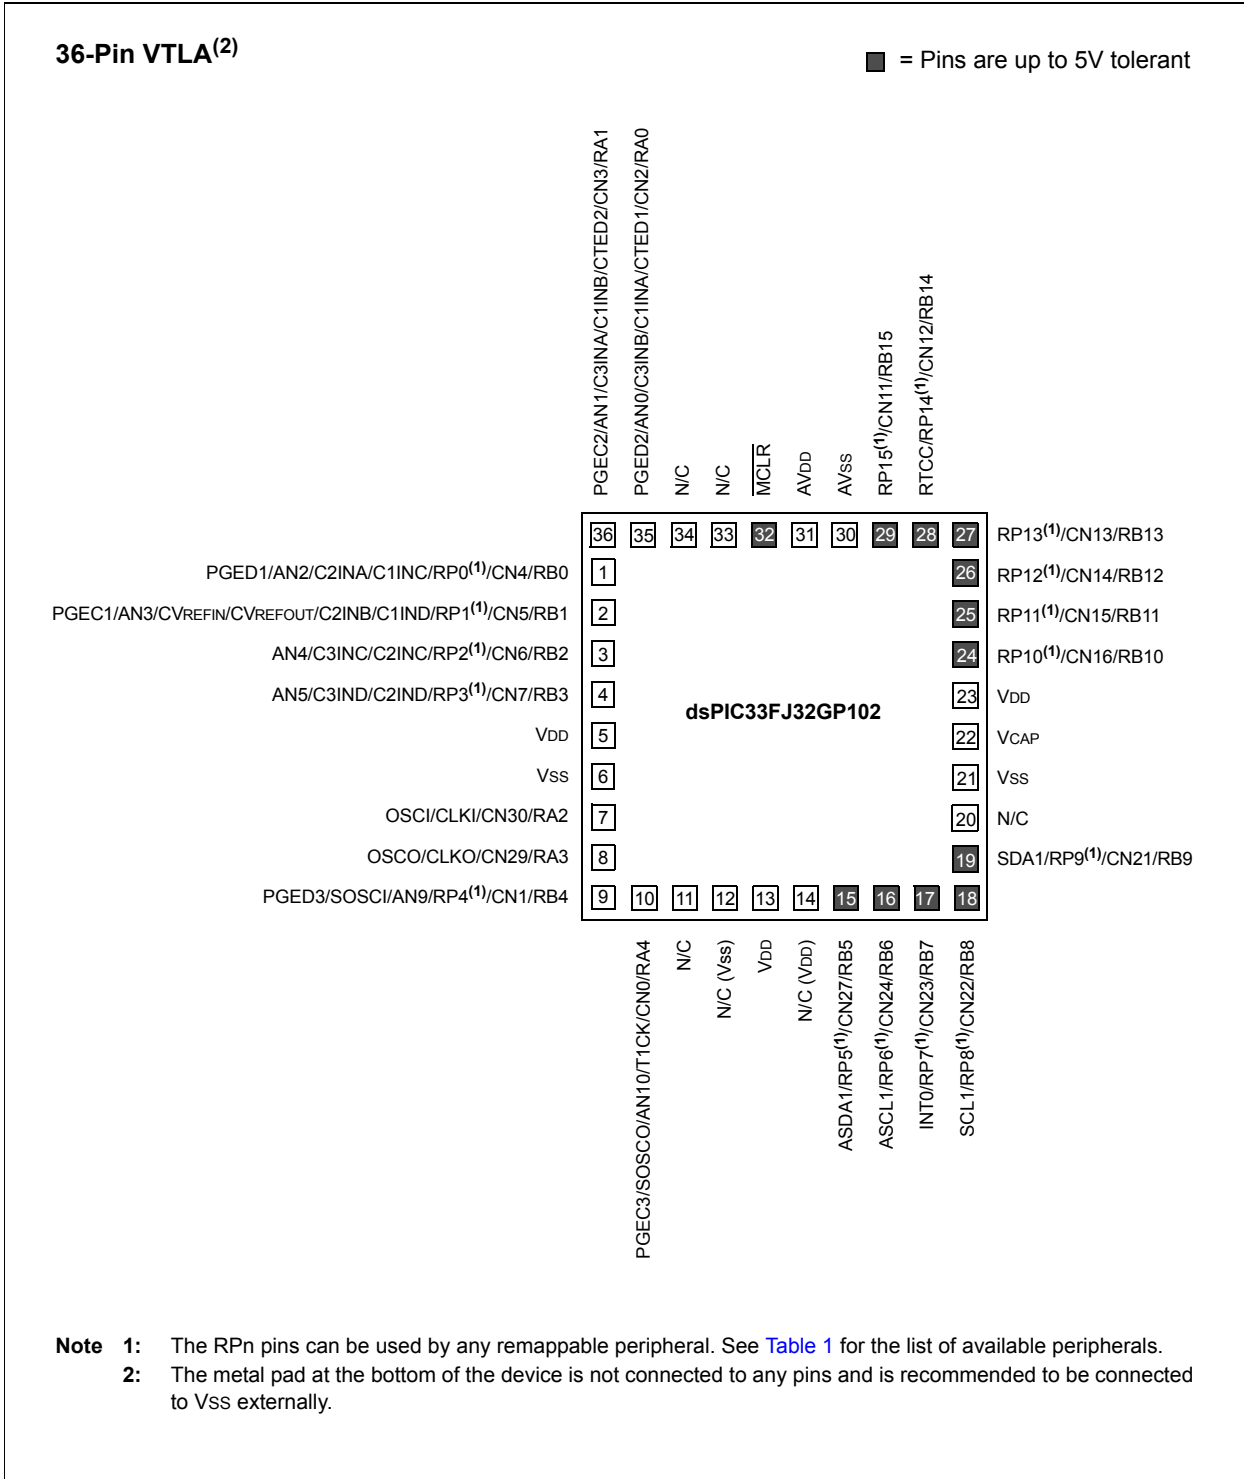 36-Pin VTLA(2)
= Pins are up to 5V tolerant
PGEC2/AN1/C3INA/C1INB/CTED2/CN3/RA1
PGED2/AN0/C3INB/C1INA/CTED1/CN2/RA0
N/C
N/C
MCLR
AVDD
AVSS
RP15(1)/CN11/RB15
RTCC/RP14(1)/CN12/RB14
36 35 34 33 32 31 30 29 28 27
RP13(1)/CN13/RB13
PGED1/AN2/C2INA/C1INC/RP0(1)/CN4/RB0 1
26 RP12(1)/CN14/RB12
PGEC1/AN3/CVREFIN/CVREFOUT/C2INB/C1IND/RP1(1)/CN5/RB1 2
25 RP11(1)/CN15/RB11
AN4/C3INC/C2INC/RP2(1)/CN6/RB2 3
24 RP10(1)/CN16/RB10
AN5/C3IND/C2IND/RP3(1)/CN7/RB3 4
23 VDD
dsPIC33FJ32GP102
VDD 5
22 VCAP
VSS 6
21 VSS
OSCI/CLKI/CN30/RA2 7
20 N/C
OSCO/CLKO/CN29/RA3 8
19 SDA1/RP9(1)/CN21/RB9
PGED3/SOSCI/AN9/RP4(1)/CN1/RB4
9 10 11 12 13 14 15 16 17 18
PGEC3/SOSCO/AN10/T1CK/CN0/RA4
N/C
N/C (Vss)
VDD
N/C (VDD)
ASDA1/RP5(1)/CN27/RB5
ASCL1/RP6(1)/CN24/RB6
INT0/RP7(1)/CN23/RB7
SCL1/RP8(1)/CN22/RB8
Note 1: The RPn pins can be used by any remappable peripheral. See Table 1 for the list of available peripherals.
2: The metal pad at the bottom of the device is not connected to any pins and is recommended to be connected
to VSS externally.